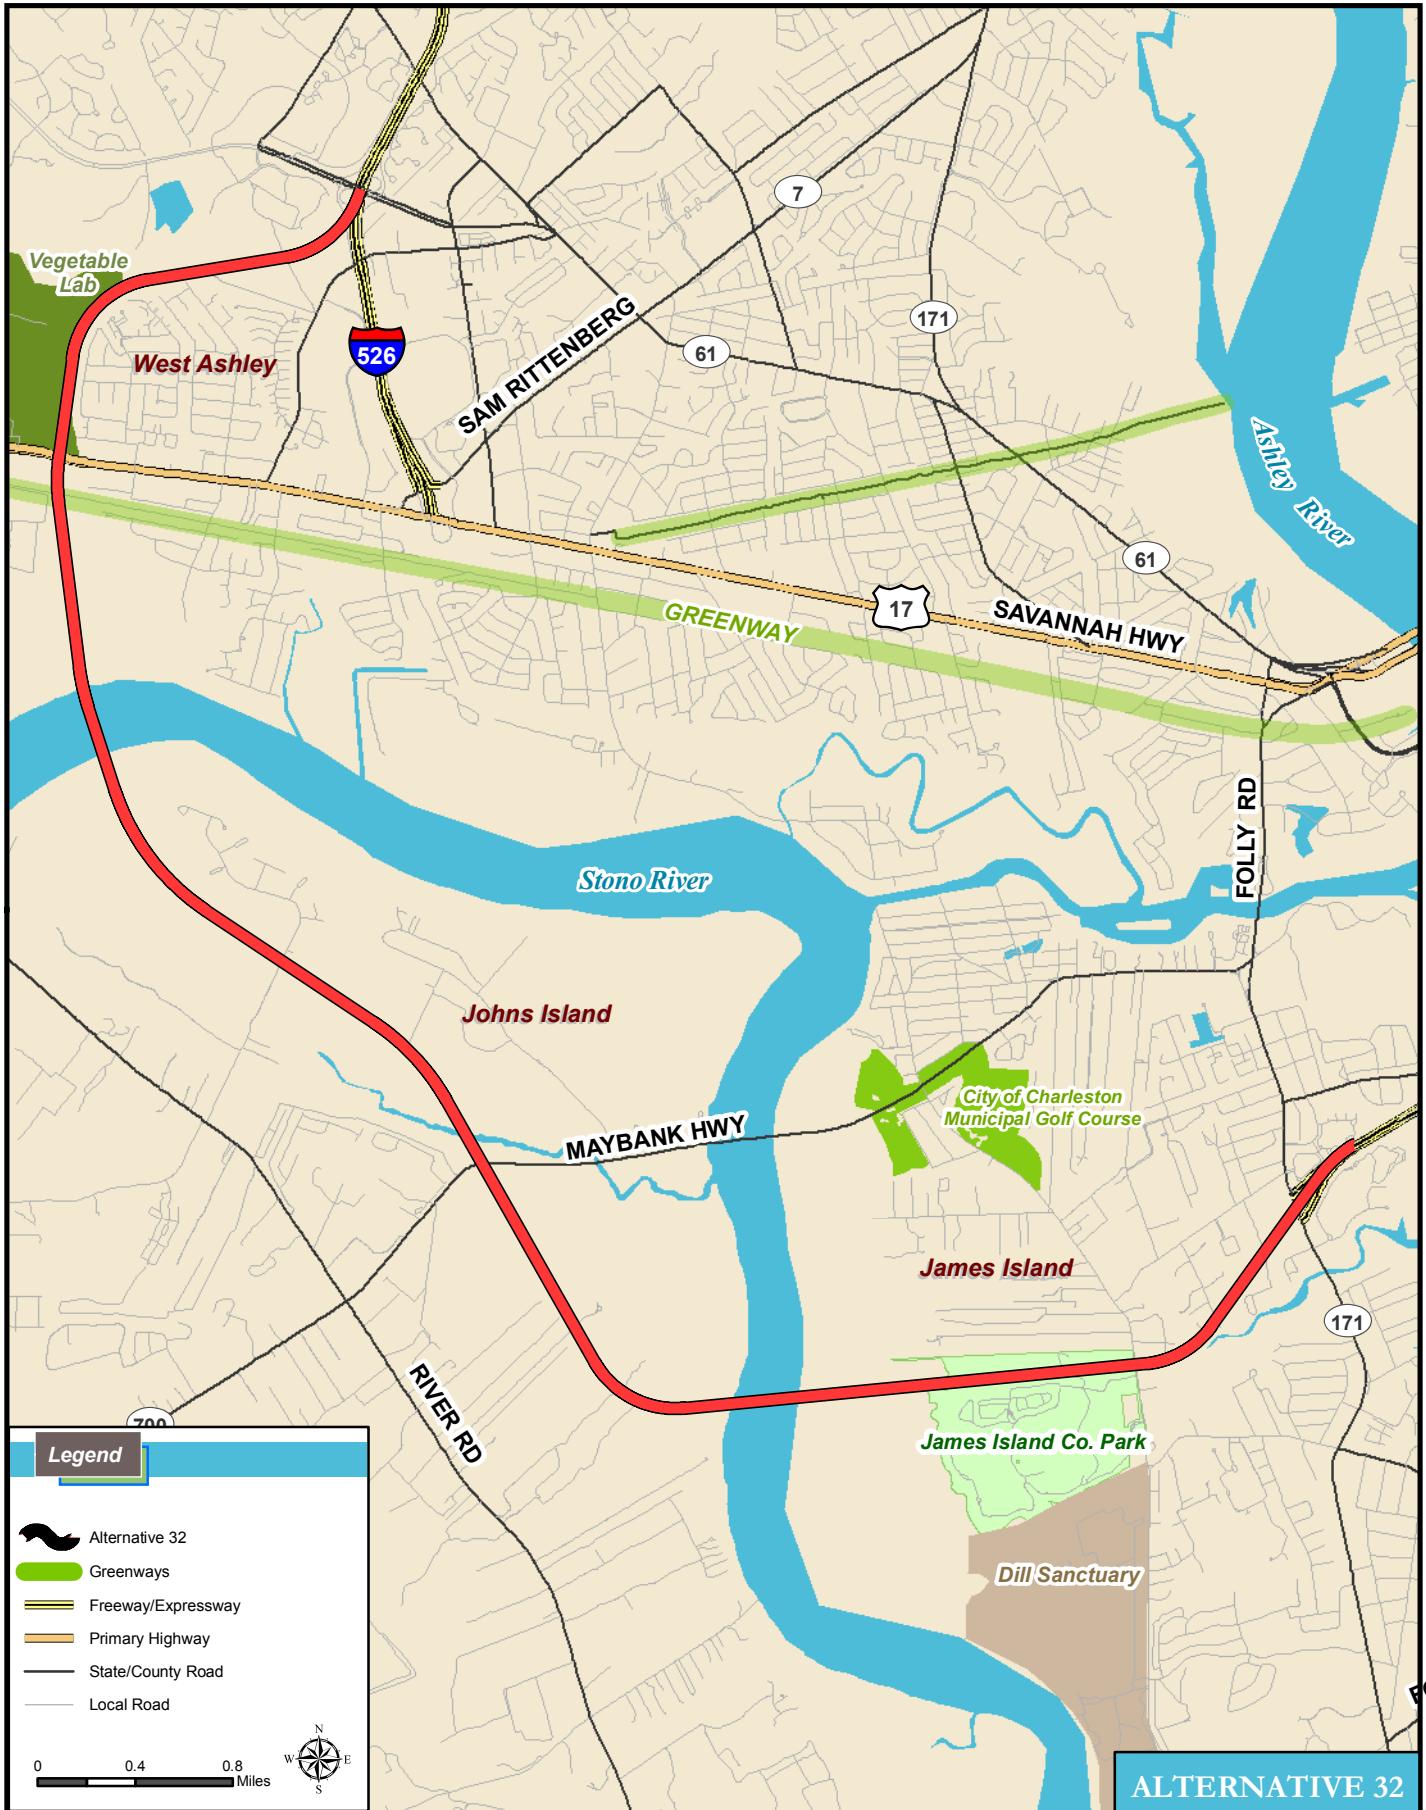 7
Vegetable
Lab
171
526
West Ashley
SAM RITTENBERG
61
Ashley River
61
17
GREENWAY
SAVANNAH HWY
FOLLY RD
Stono River
Johns Island
City of Charleston
Municipal Golf Course
MAYBANK HWY
James Island
171
RIVER RD
700
James Island Co. Park
Legend
Alternative 32
Greenways
Dill Sanctuary
Freeway/Expressway
Primary Highway
State/County Road
Local Road
N
W E
S
0 0.4 0.8
Miles
ALTERNATIVE 32